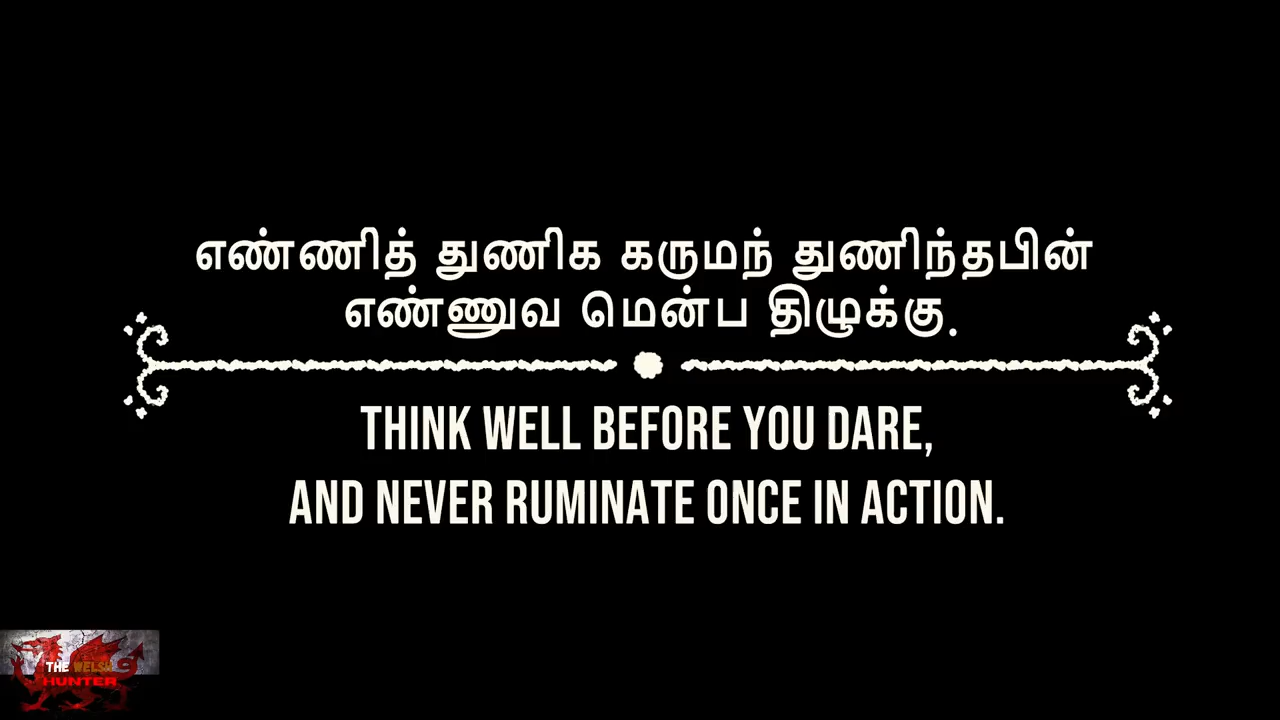 எண்ணித் துணிக கருமந் துணிந்தபின்
எண்ணுவ மென்ப திழுக்கு.
THINK WELL BEFORE YOU DARE,
AND NEVER RUMINATE ONCE IN ACTION.
THE WELSH
HUNTER